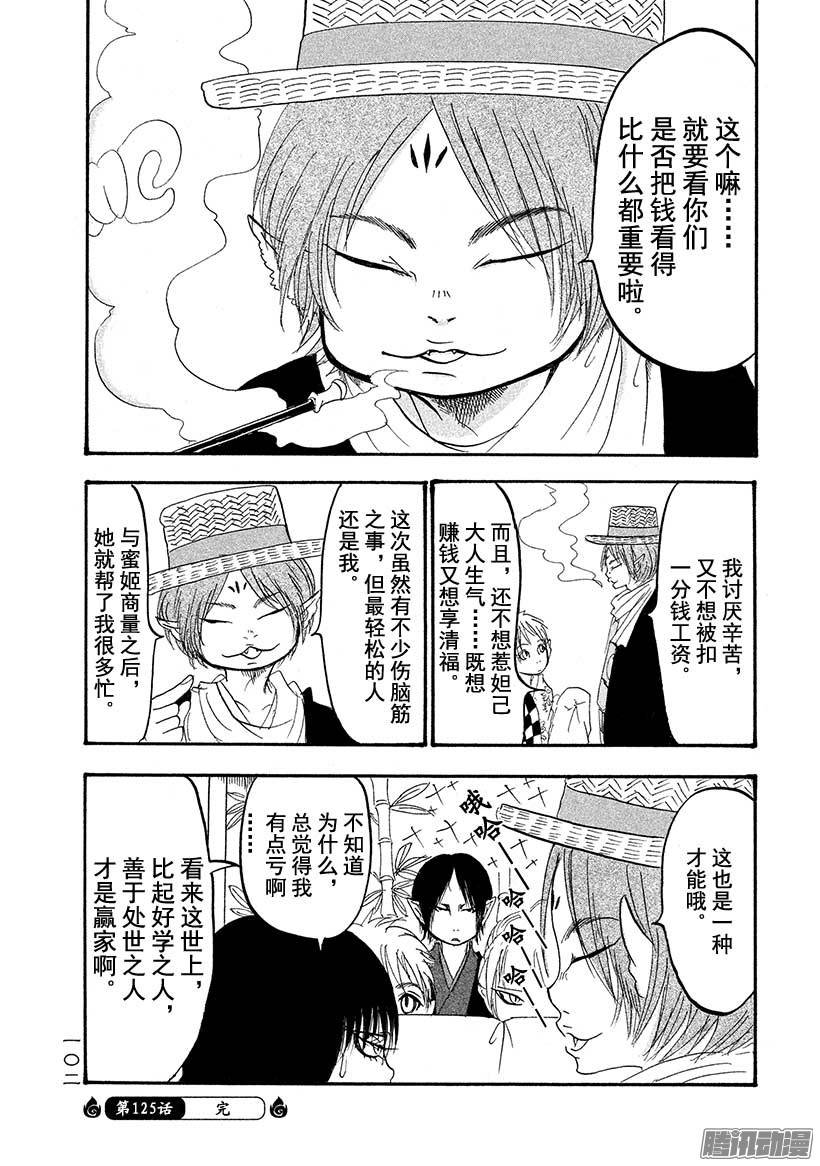 这个嘛……
就要看你们
是否把钱看得
比什么都重要啦。
我讨厌辛苦，
又不想被扣
一分钱工资。
而且，还不想惹妲己
大人生气……既想
赚钱又想享清福。
这次虽然有不少伤脑筋
之事，但最轻松的人
还是我。
与蜜姬商量之后，
她就帮了我很多忙。
这也是一种
才能哦。
哦哈—哈哈哈—
不知道
为什么，
总觉得我
有点亏啊
……
看来这世上，
比起好学之人，
善于处世之人
才是赢家啊。
一〇二
第125话 完
腾讯动漫